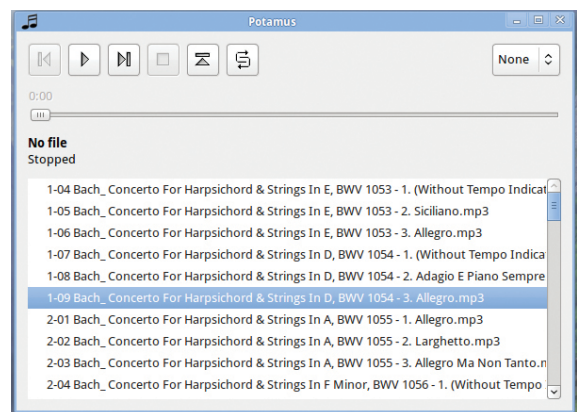 Potamus
None
0:00
No file
Stopped
1-04 Bach_ Concerto For Harpsichord & Strings In E, BWV 1053 - 1. (Without Tempo Indicat
1-05 Bach_ Concerto For Harpsichord & Strings In E, BWV 1053 - 2. Siciliano.mp3
1-06 Bach_ Concerto For Harpsichord & Strings In E, BWV 1053 - 3. Allegro.mp3
1-07 Bach_ Concerto For Harpsichord & Strings In D, BWV 1054 - 1. (Without Tempo Indica
1-08 Bach_ Concerto For Harpsichord & Strings In D, BWV 1054 - 2. Adagio E Piano Sempre
1-09 Bach_ Concerto For Harpsichord & Strings In D, BWV 1054 - 3. Allegro.mp3
2-01 Bach_ Concerto For Harpsichord & Strings In A, BWV 1055 - 1. Allegro.mp3
2-02 Bach_ Concerto For Harpsichord & Strings In A, BWV 1055 - 2. Larghetto.mp3
2-03 Bach_ Concerto For Harpsichord & Strings In A, BWV 1055 - 3. Allegro Ma Non Tanto.n
2-04 Bach_ Concerto For Harpsichord & Strings In F Minor, BWV 1056 - 1. (Without Tempo